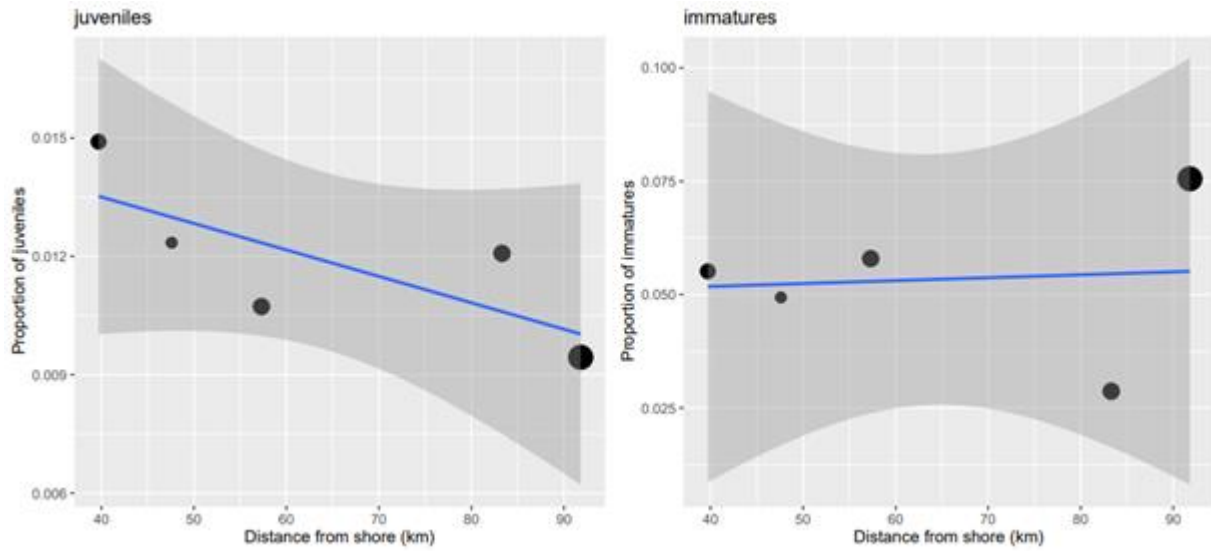 juveniles
Proportion of juveniles
0.015
0.012
0.009
0.006
40 50 60 70 80 90
Distance from shore (km)
immatures
Proportion of immatures
0.100
0.075
0.050
0.025
40 50 60 70 80 90
Distance from shore (km)